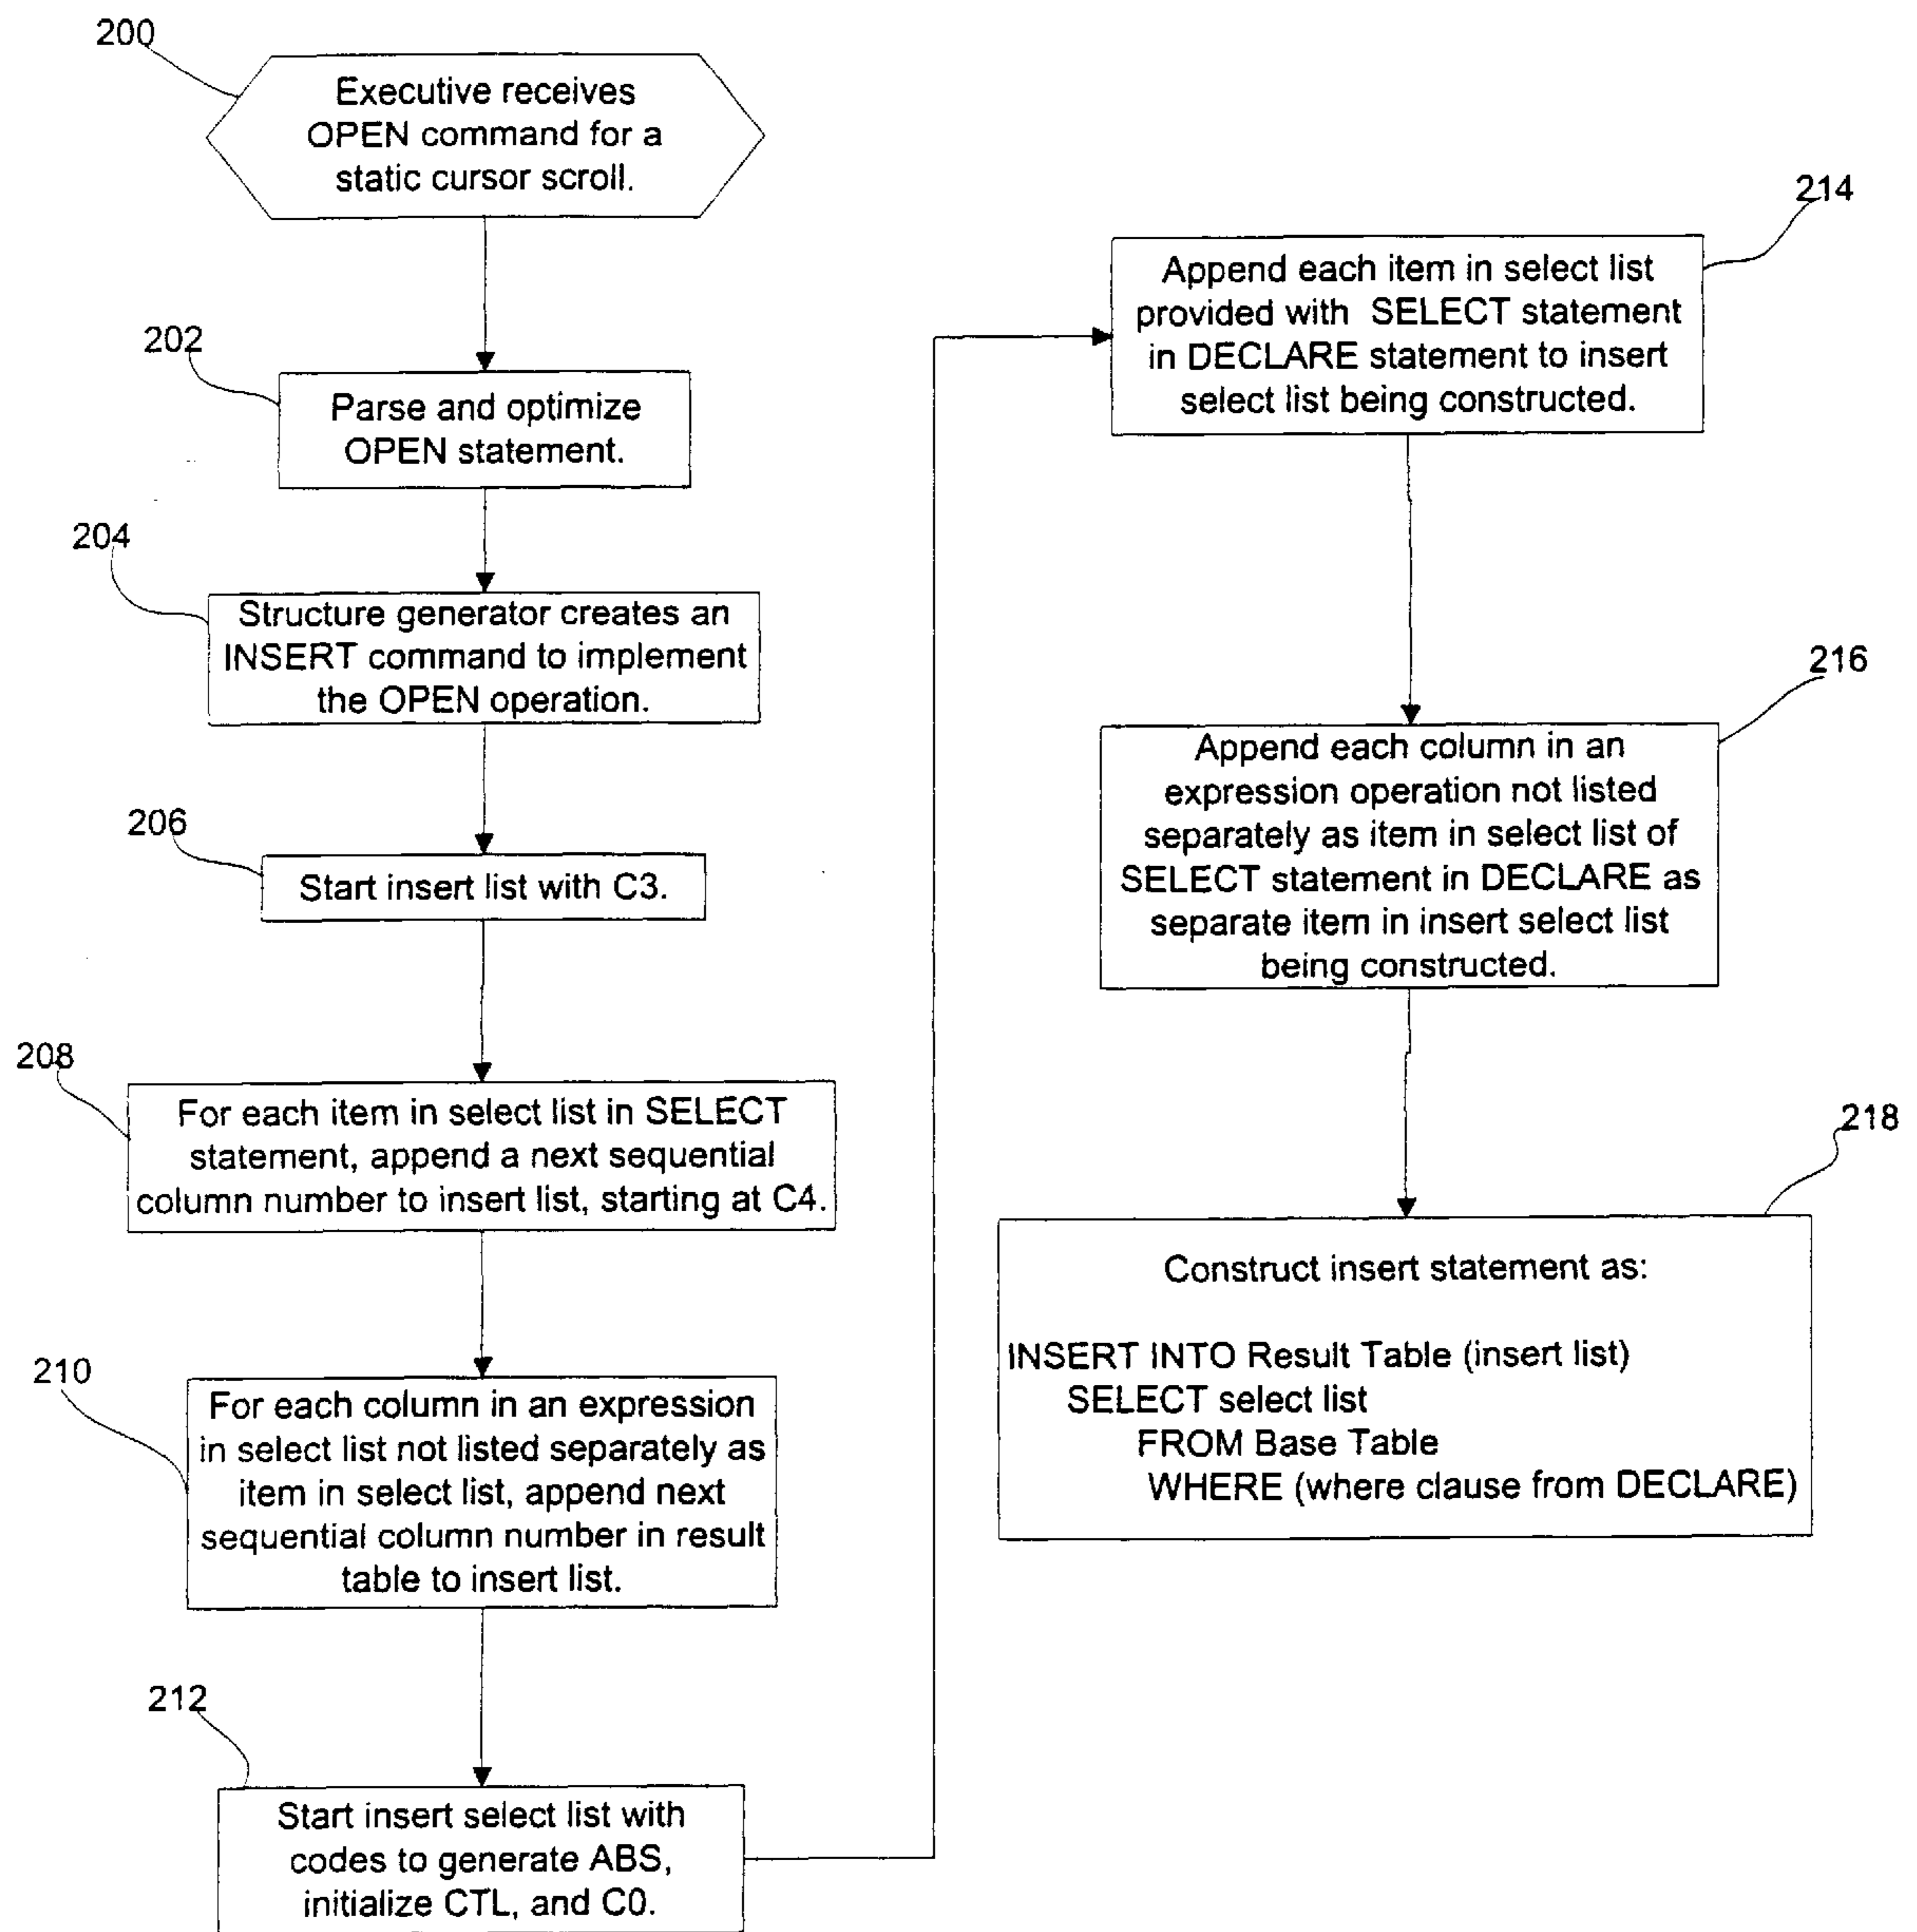 200
Executive receives
OPEN command for a
static cursor scroll.
202
Parse and optimize
OPEN statement.
204
Structure generator creates an
INSERT command to implement
the OPEN operation.
206
Start insert list with C3.
208
For each item in select list in SELECT
statement, append a next sequential
column number to insert list, starting at C4.
210
For each column in an expression
in select list not listed separately as
item in select list, append next
sequential column number in result
table to insert list.
212
Start insert select list with
codes to generate ABS,
initialize CTL, and C0.
214
Append each item in select list
provided with SELECT statement
in DECLARE statement to insert
select list being constructed.
216
Append each column in an
expression operation not listed
separately as item in select list of
SELECT statement in DECLARE as
separate item in insert select list
being constructed.
218
Construct insert statement as:
INSERT INTO Result Table (insert list)
SELECT select list
FROM Base Table
WHERE (where clause from DECLARE)